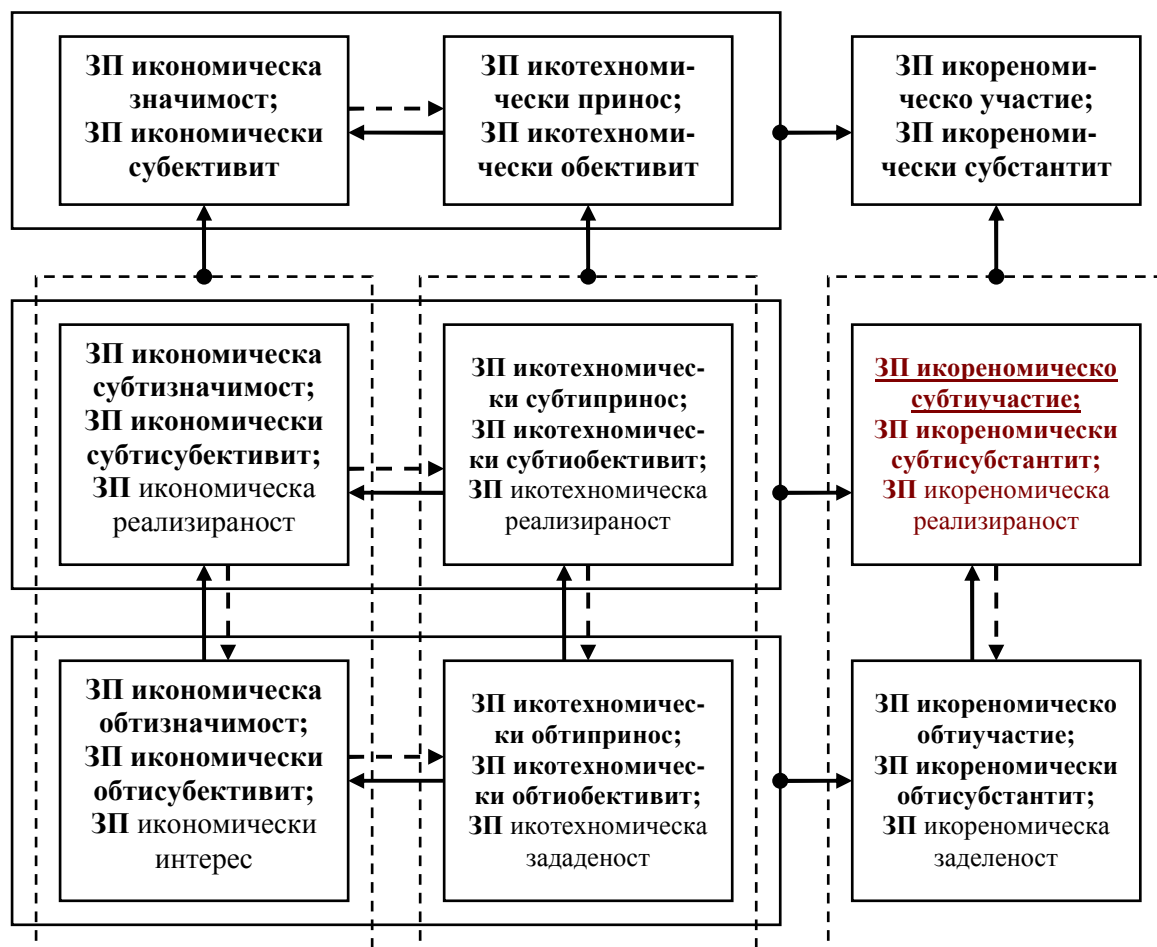 ЗП икономическа
значимост;
ЗП икономически
субективит
ЗП икотехноми-
чески принос;
ЗП икотехноми-
чески обективит
ЗП икореноми-
ческо участие;
ЗП икореноми-
чески субстантит
ЗП икономическа
субтизначимост;
ЗП икономически
субтисубективит;
ЗП икономическа
реализираност
ЗП икотехномичес-
ки субтипринос;
ЗП икотехномичес-
ки субтиобективит;
ЗП икотехномическа
реализираност
ЗП икореномическо
субтиучастие;
ЗП икореномически
субтисубстантит;
ЗП икореномическа
реализираност
ЗП икономическа
обтизначимост;
ЗП икономически
обтисубективит;
ЗП икономически
интерес
ЗП икотехномичес-
ки обтипринос;
ЗП икотехномичес-
ки обтиобективит;
ЗП икотехномическа
зададеност
ЗП икореномическо
обтиучастие;
ЗП икореномически
обтисубстантит;
ЗП икореномическа
заделеност